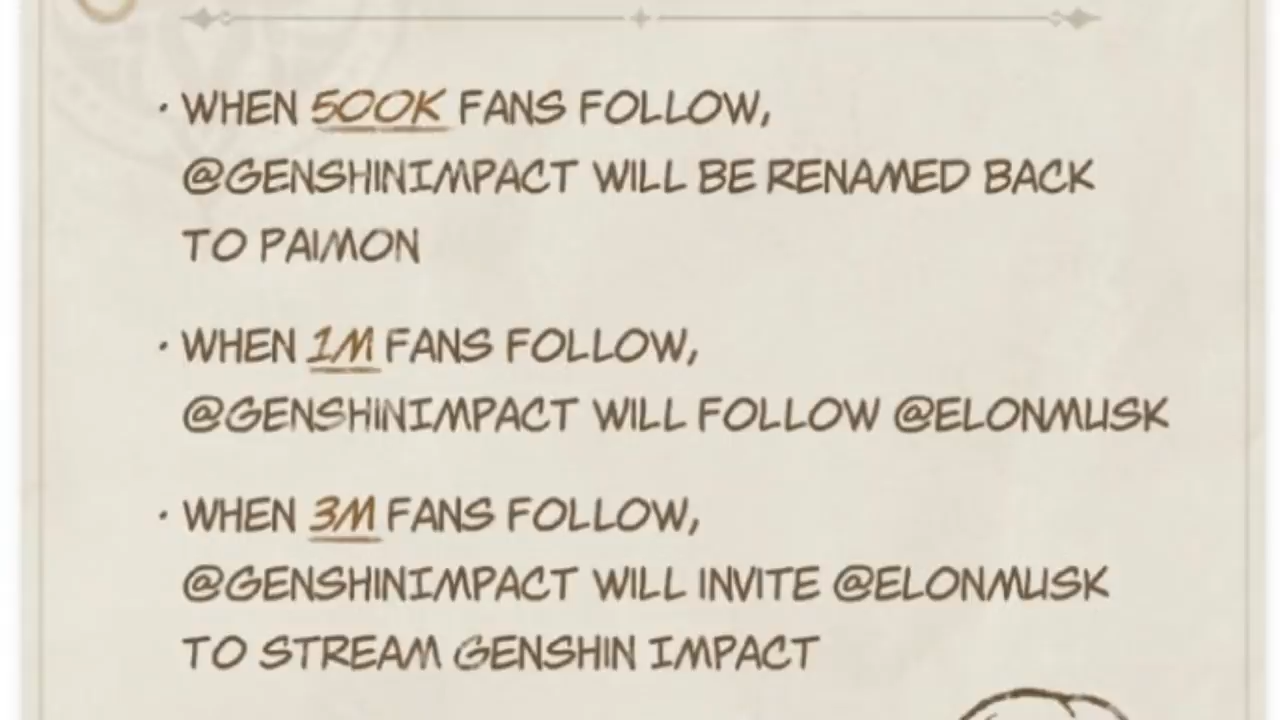 · WHEN 500K FANS FOLLOW,
@GENSHINIMPACT WILL BE RENAMED BACK
TO PAIMON
· WHEN 1M FANS FOLLOW,
@GENSHINIMPACT WILL FOLLOW @ELONMUSK
· WHEN 3M FANS FOLLOW,
@GENSHINIMPACT WILL INVITE @ELONMUSK
TO STREAM GENSHIN IMPACT